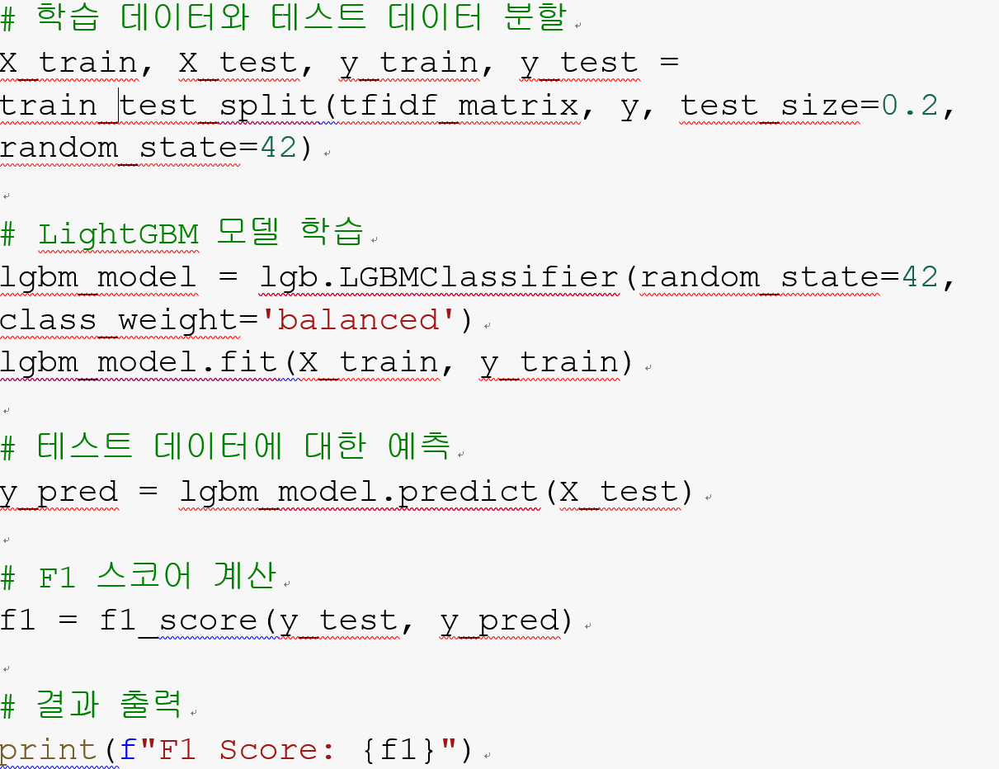 # 학습 데이터와 테스트 데이터 분할
X_train, X_test, y_train, y_test =
train_test_split(tfidf_matrix, y, test_size=0.2,
random_state=42)
# LightGBM 모델 학습
lgbm_model = lgb.LGBMClassifier(random_state=42,
class_weight='balanced')
lgbm_model.fit(X_train, y_train)
# 테스트 데이터에 대한 예측
y_pred = lgbm_model.predict(X_test)
# F1 스코어 계산
f1 = f1_score(y_test, y_pred)
# 결과 출력
print(f"F1 Score: {f1}")